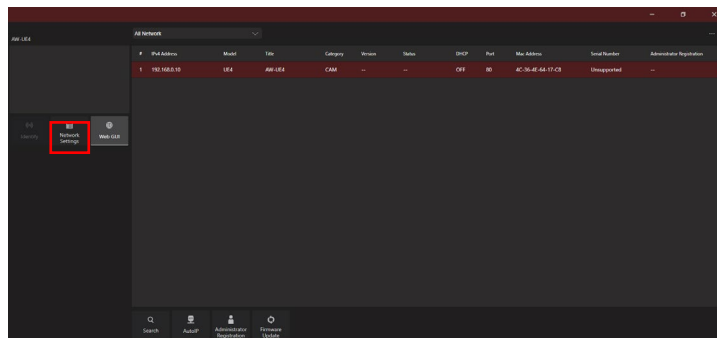 All Network
AW-UE4
# IPv4 Address Model Title Category Version Status DHCP Port Mac Address Serial Number Administrator Registration
1 192.168.0.10 UE4 AW-UE4 CAM -- -- OFF 80 4C-36-4E-64-17-C8 Unsupported --
Identify
Network
Settings
Web GUI
Search
AutoIP
Administrator
Registration
Firmware
Update